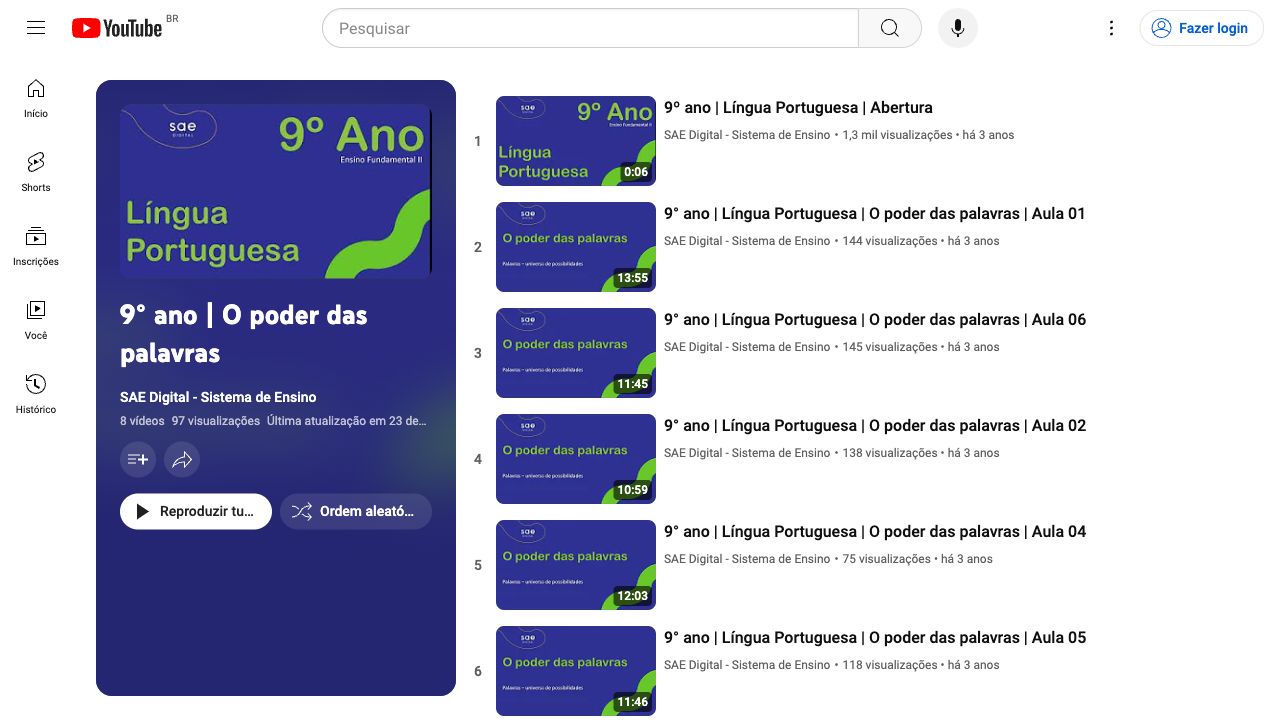 YouTube BR
Pesquisar
Fazer login
Início
Shorts
Inscrições
Você
Histórico
sae
DIGITAL
9º Ano
Ensino Fundamental II
Língua
Portuguesa
9° ano | O poder das
palavras
SAE Digital - Sistema de Ensino
8 vídeos 97 visualizações Última atualização em 23 de...
Reproduzir tu...
Ordem aleató...
1
sae
9º Ano
Ensino Fundamental II
Língua
Portuguesa
0:06
9º ano | Língua Portuguesa | Abertura
SAE Digital - Sistema de Ensino • 1,3 mil visualizações • há 3 anos
2
sae
O poder das palavras
Palavras – universo de possibilidades
13:55
9° ano | Língua Portuguesa | O poder das palavras | Aula 01
SAE Digital - Sistema de Ensino • 144 visualizações • há 3 anos
3
sae
O poder das palavras
Palavras – universo de possibilidades
11:45
9° ano | Língua Portuguesa | O poder das palavras | Aula 06
SAE Digital - Sistema de Ensino • 145 visualizações • há 3 anos
4
sae
O poder das palavras
Palavras – universo de possibilidades
10:59
9° ano | Língua Portuguesa | O poder das palavras | Aula 02
SAE Digital - Sistema de Ensino • 138 visualizações • há 3 anos
5
sae
O poder das palavras
Palavras – universo de possibilidades
12:03
9° ano | Língua Portuguesa | O poder das palavras | Aula 04
SAE Digital - Sistema de Ensino • 75 visualizações • há 3 anos
6
sae
O poder das palavras
Palavras – universo de possibilidades
11:46
9° ano | Língua Portuguesa | O poder das palavras | Aula 05
SAE Digital - Sistema de Ensino • 118 visualizações • há 3 anos